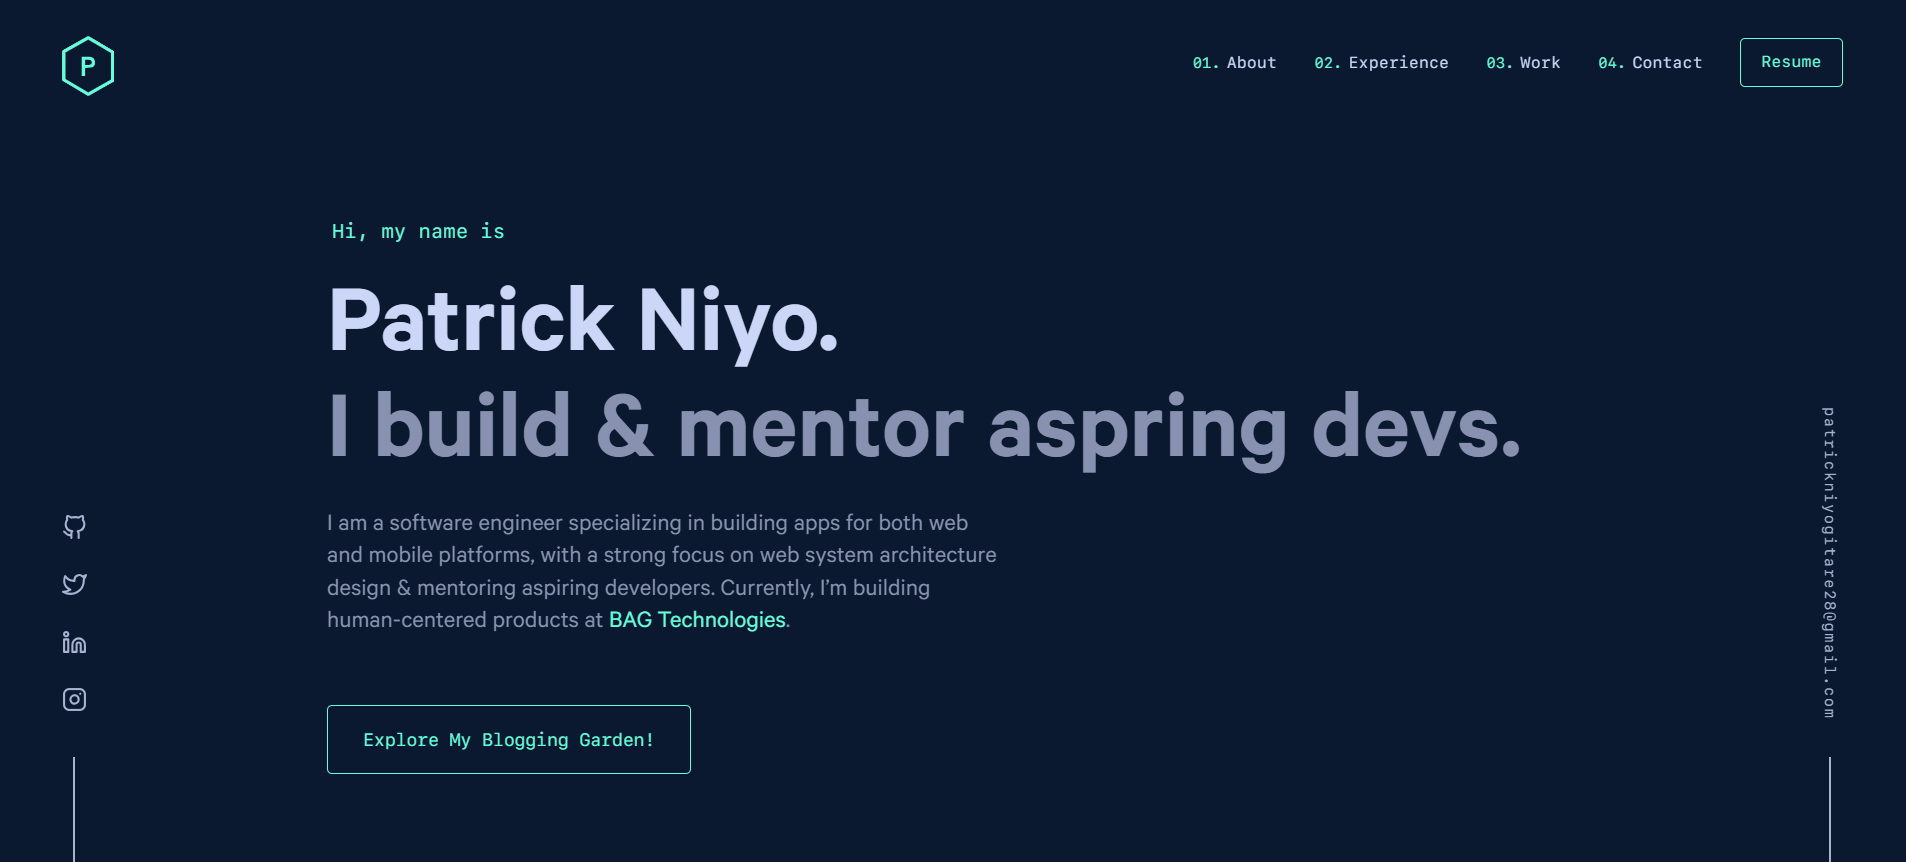 P
01. About
02. Experience
03. Work
04. Contact
Resume
Hi, my name is
Patrick Niyo.
I build & mentor aspring devs.
I am a software engineer specializing in building apps for both web
and mobile platforms, with a strong focus on web system architecture
design & mentoring aspiring developers. Currently, I’m building
human-centered products at BAG Technologies.
Explore My Blogging Garden!
patrickniyogitare28@gmail.com